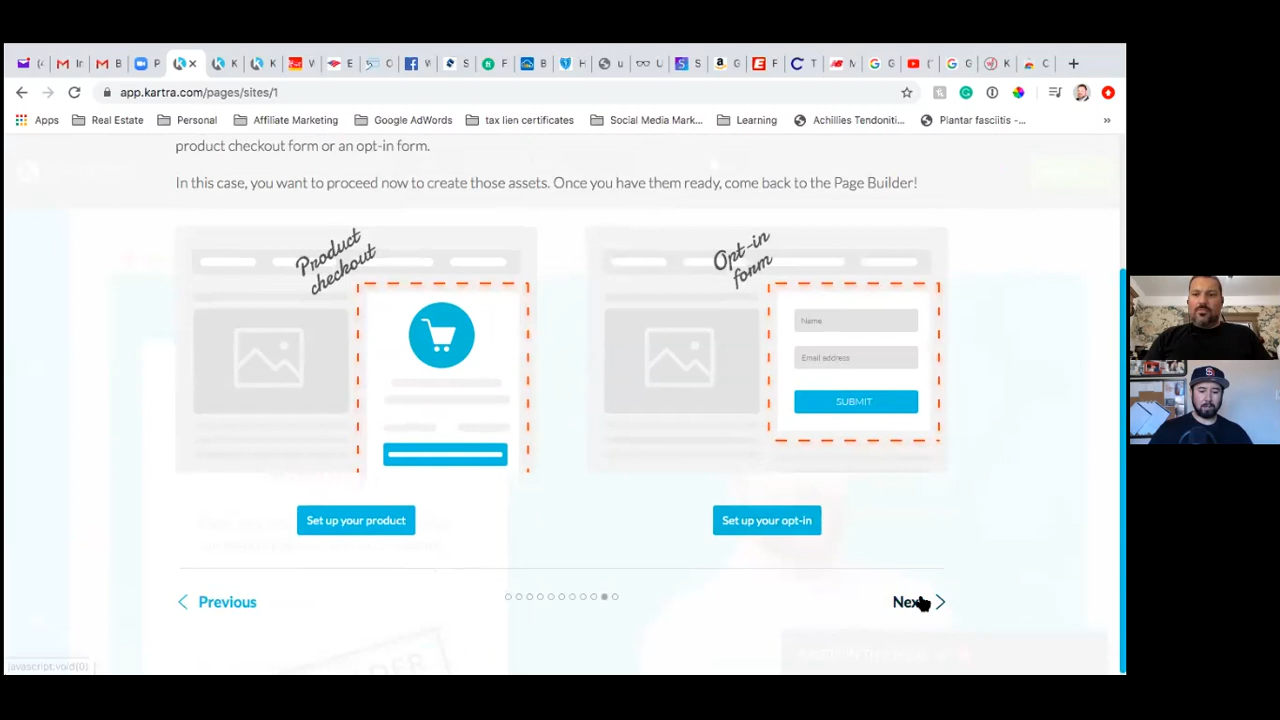 app.kartra.com/pages/sites/1
Apps Real Estate Personal Affiliate Marketing Google AdWords tax lien certificates Social Media Mark... Learning Achillies Tendoniti... Plantar fasciitis -... »
product checkout form or an opt-in form.
In this case, you want to proceed now to create those assets. Once you have them ready, come back to the Page Builder!
Product
checkout
Opt-in
form
Name
Email address
SUBMIT
Set up your product
Set up your opt-in
Previous
Next
javascript:void(0)